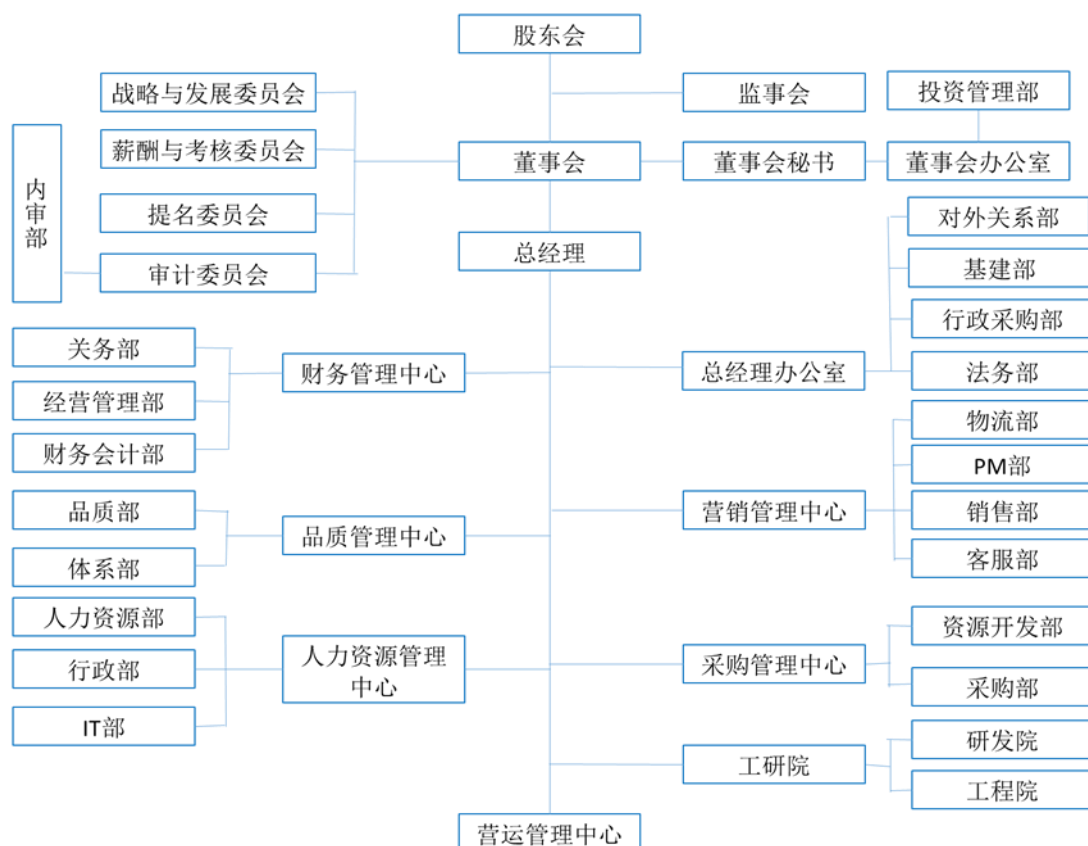 股东会
战略与发展委员会
监事会
投资管理部
薪酬与考核委员会
董事会
董事会秘书
董事会办公室
内审部
提名委员会
对外关系部
总经理
审计委员会
基建部
行政采购部
关务部
财务管理中心
总经理办公室
法务部
经营管理部
物流部
财务会计部
PM部
品质部
营销管理中心
销售部
品质管理中心
体系部
客服部
人力资源部
资源开发部
行政部
人力资源管理
中心
采购管理中心
采购部
IT部
研发院
工研院
工程院
营运管理中心